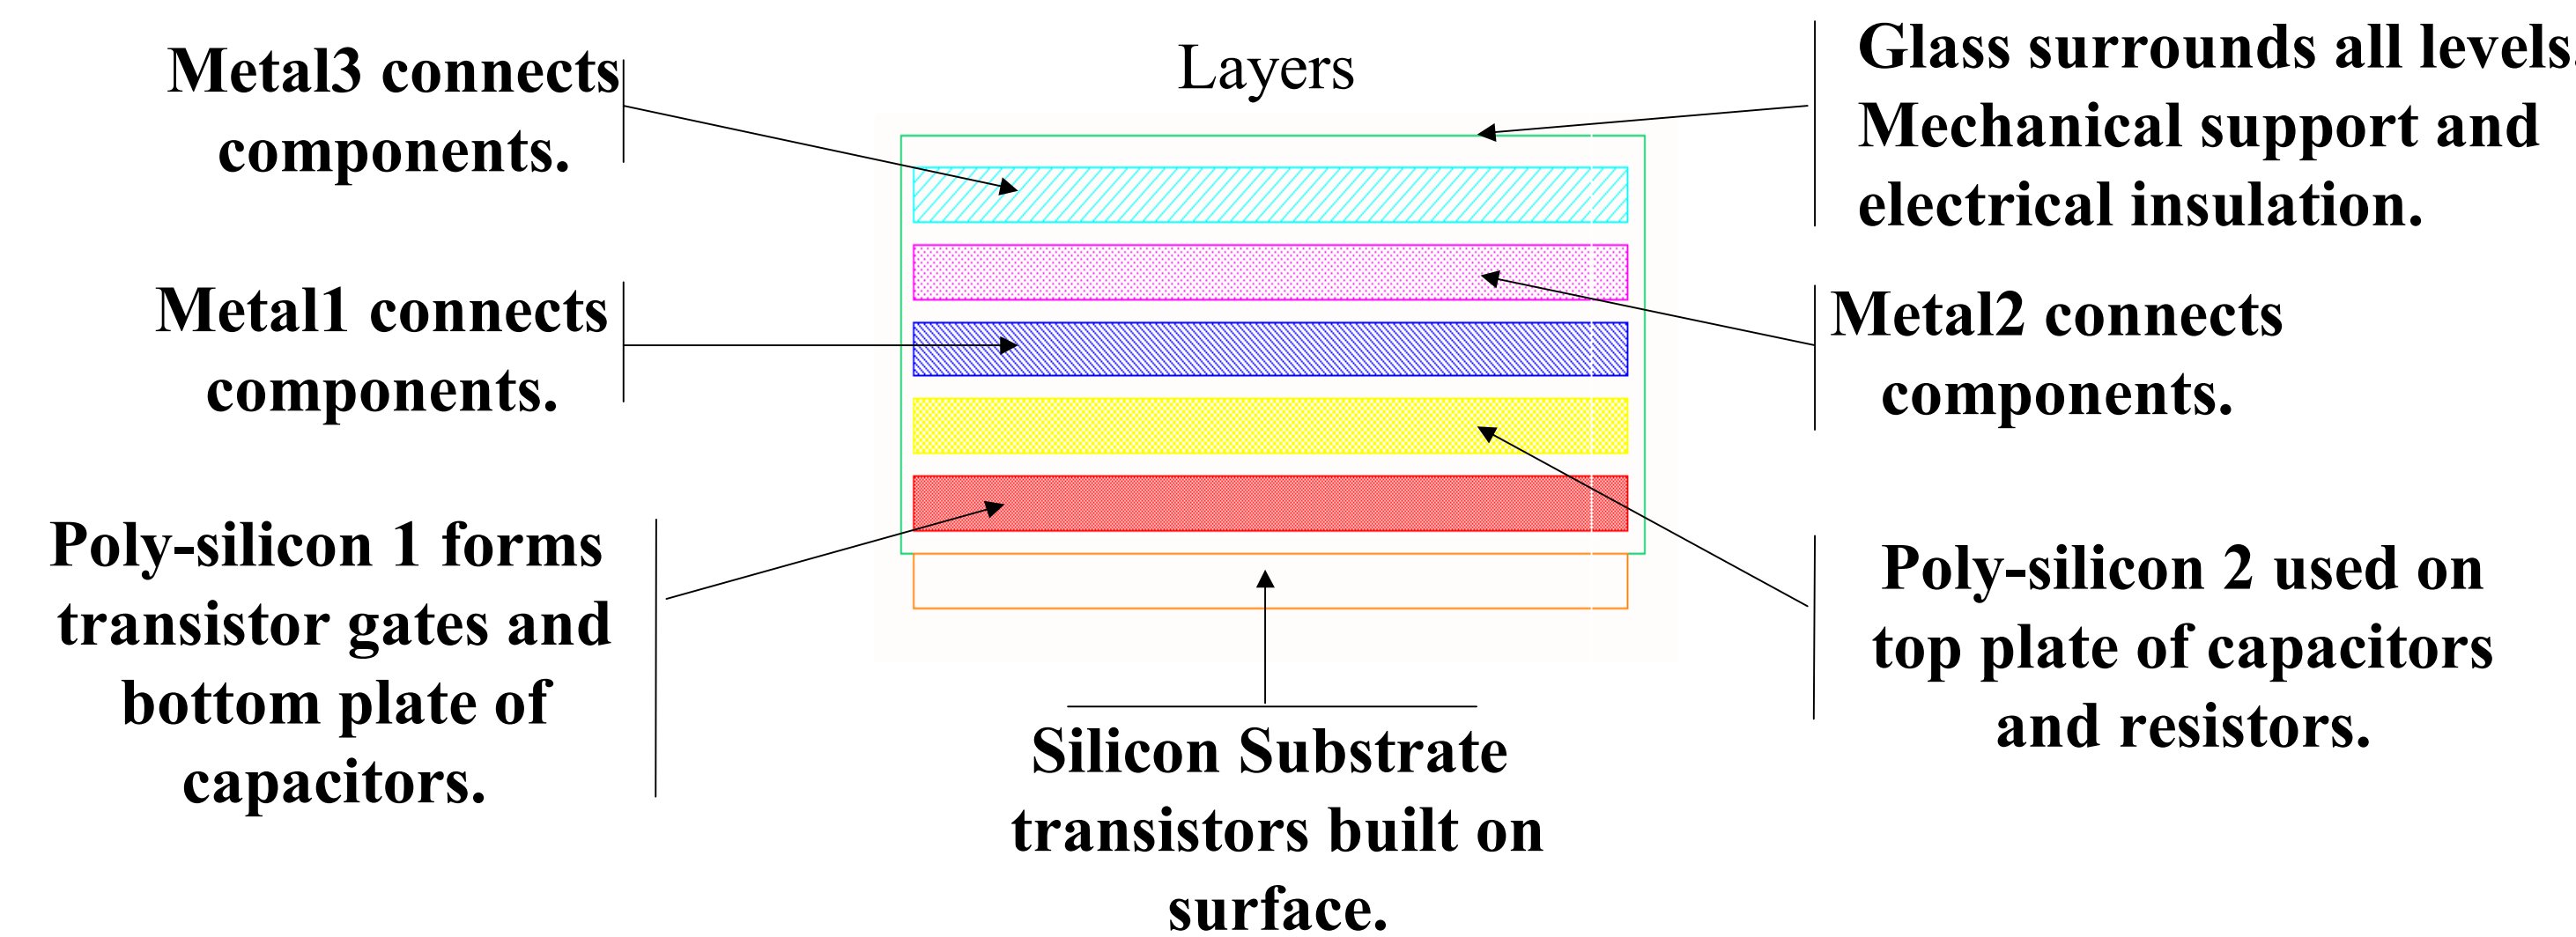 Layers
Metal3 connects
components.
Glass surrounds all levels.
Mechanical support and
electrical insulation.
Metal1 connects
components.
Metal2 connects
components.
Poly-silicon 1 forms
transistor gates and
bottom plate of
capacitors.
Poly-silicon 2 used on
top plate of capacitors
and resistors.
Silicon Substrate
transistors built on
surface.